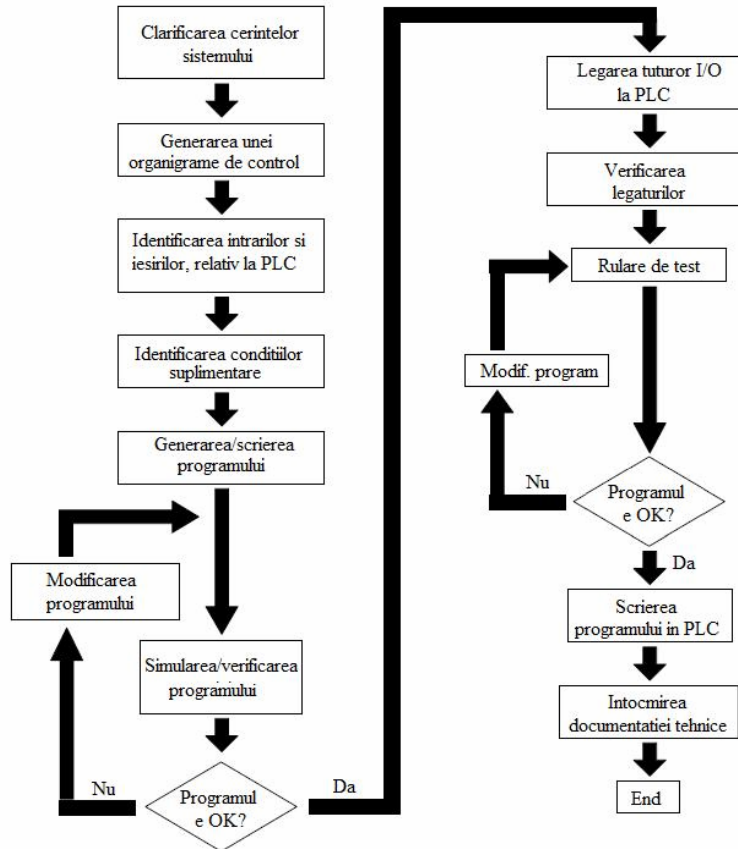 Clarificarea cerintelor
sistemului
Generarea unei
organigrame de control
Identificarea intrarilor si
iesirilor, relativ la PLC
Identificarea conditiilor
suplimentare
Generarea/scrierea
programului
Modificarea
programului
Simularea/verificarea
programiului
Nu
Programul
e OK?
Da
Legarea tuturor I/O
la PLC
Verificarea
legaturilor
Rulare de test
Modif. program
Nu
Programul
e OK?
Da
Scrierea
programului in PLC
Intocmirea
documentatiei tehnice
End